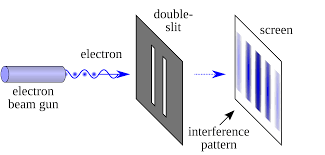 double-
slit
screen
electron
electron
beam gun
interference
pattern